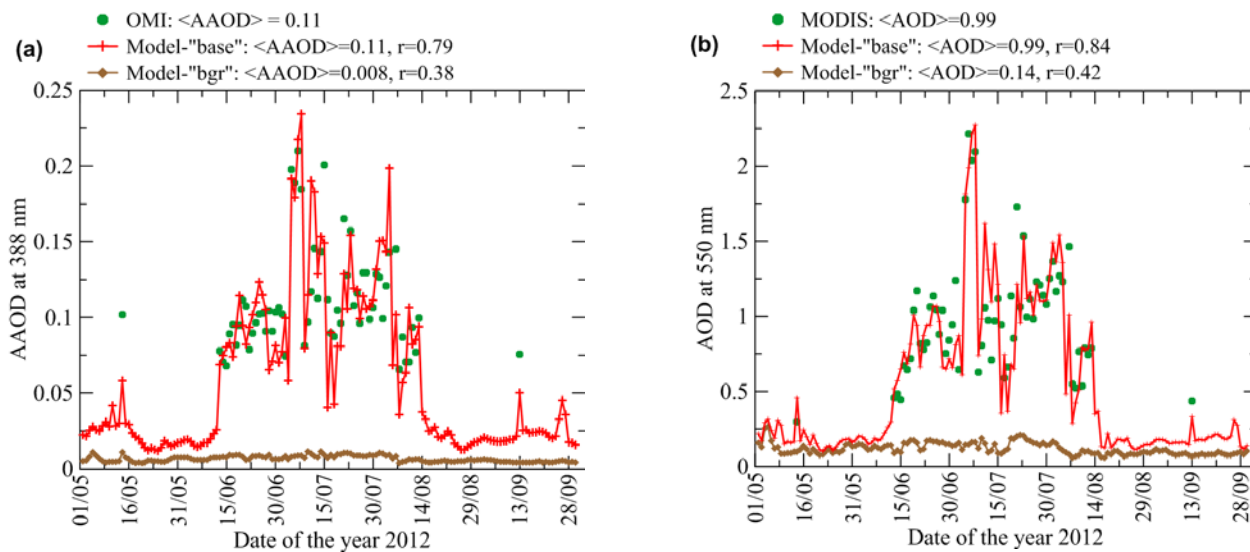 (a)
OMI: <AAOD> = 0.11
Model-"base": <AAOD>=0.11, r=0.79
Model-"bgr": <AAOD>=0.008, r=0.38
0.25
0.2
0.15
0.1
0.05
0
AAOD at 388 nm
01/05
16/05
31/05
15/06
30/06
15/07
30/07
14/08
29/08
13/09
28/09
Date of the year 2012
(b)
MODIS: <AOD>=0.99
Model-"base": <AOD>=0.99, r=0.84
Model-"bgr": <AOD>=0.14, r=0.42
2.5
2
1.5
1
0.5
0
AOD at 550 nm
01/05
16/05
31/05
15/06
30/06
15/07
30/07
14/08
29/08
13/09
28/09
Date of the year 2012